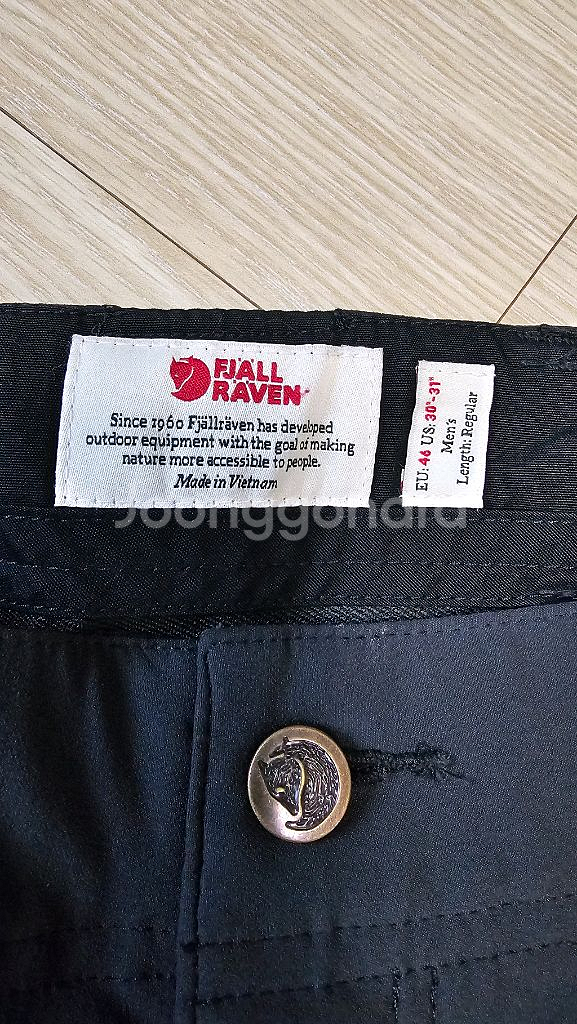 FJÄLL
RÄVEN
Since 1960 Fjällräven has developed
outdoor equipment with the goal of making
nature more accessible to people.
Made in Vietnam
EU: 46 US: 30"-31"
Men's
Length: Regular
Joonggonara